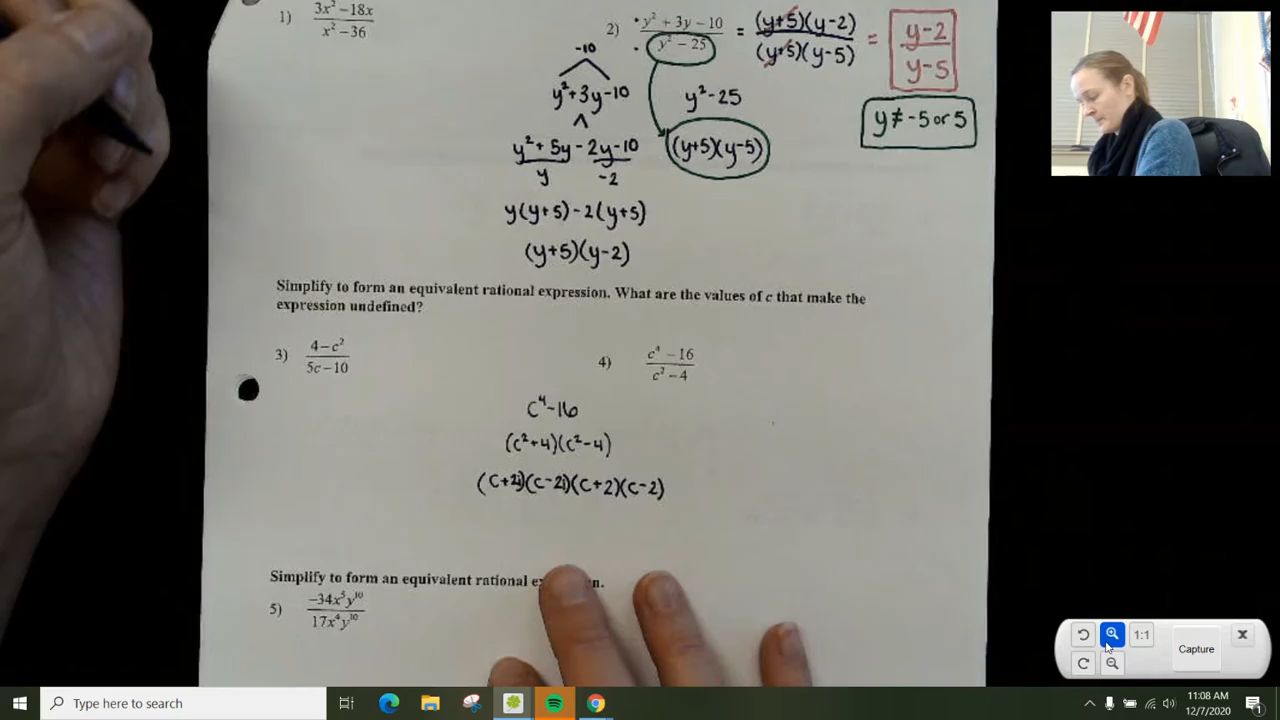 1) 3x² −18x
x² −36
2) • y² + 3y − 10 = (y+5)(y−2) = y−2
• y² − 25 (y+5)(y−5) y−5
-10
y²+3y−10 y²−25
y ≠ -5 or 5
y² + 5y − 2y − 10 (y+5)(y−5)
y -2
y(y+5) − 2(y+5)
(y+5)(y−2)
Simplify to form an equivalent rational expression. What are the values of c that make the
expression undefined?
3) 4−c²
5c−10
4) c⁴ −16
c² −4
c⁴−16
(c²+4)(c²−4)
(c+2i)(c−2i)(c+2)(c−2)
Simplify to form an equivalent rational e n.
5) −34x⁵y¹⁰
17x⁴y¹⁰
1:1
Capture
Type here to search
11:08 AM
12/7/2020
1